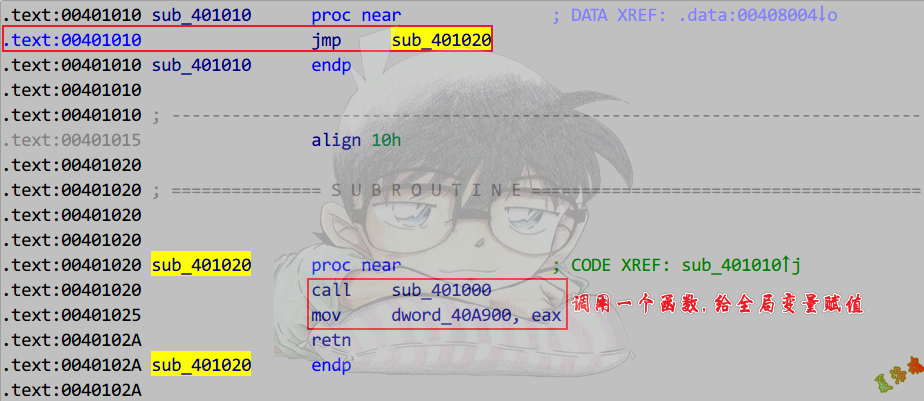 .text:00401010 sub_401010 proc near ; DATA XREF: .data:00408004↓o
.text:00401010 jmp sub_401020
.text:00401010 sub_401010 endp
.text:00401010
.text:00401010 ; ---------------------------------------------------------------------------
.text:00401015 align 10h
.text:00401020
.text:00401020 ; =============== S U B R O U T I N E =======================================
.text:00401020
.text:00401020
.text:00401020 sub_401020 proc near ; CODE XREF: sub_401010↑j
.text:00401020 call sub_401000
.text:00401025 mov dword_40A900, eax
调用一个函数,给全局变量赋值
.text:0040102A retn
.text:0040102A sub_401020 endp
.text:0040102A